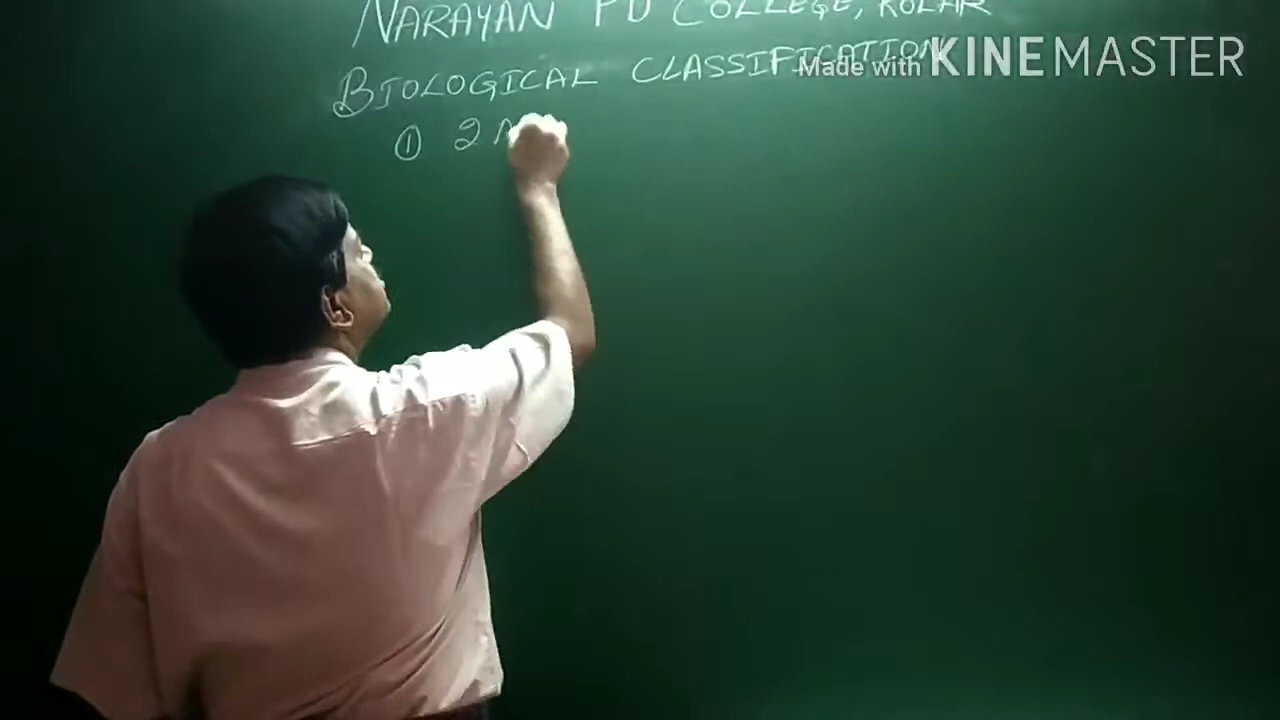 NARAYAN PU COLLEGE, KOLAR
BIOLOGICAL CLASSIFICATION
Made with KINEMASTER
① 2